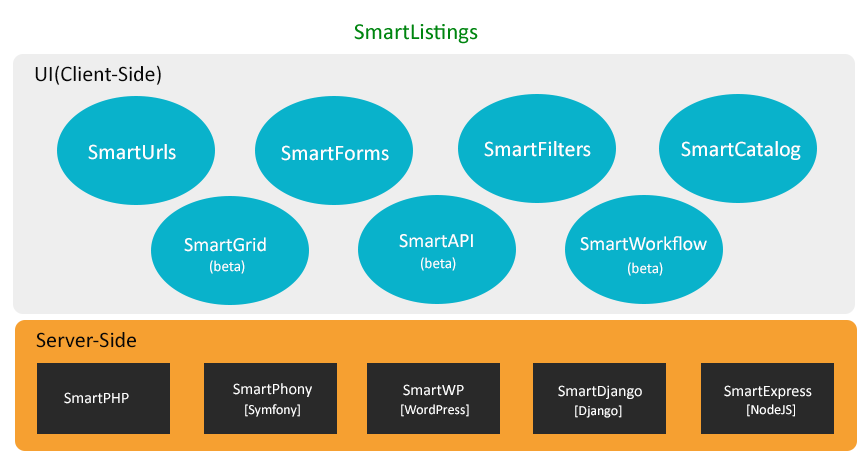 SmartListings
UI(Client-Side)
SmartUrls
SmartForms
SmartFilters
SmartCatalog
SmartGrid
(beta)
SmartAPI
(beta)
SmartWorkflow
(beta)
Server-Side
SmartPHP
SmartPhony
[Symfony]
SmartWP
[WordPress]
SmartDjango
[Django]
SmartExpress
[NodeJS]